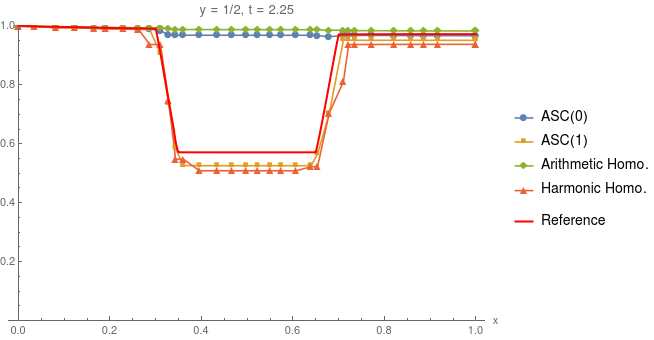 y = 1/2, t = 2.25
1.0
0.8
0.6
0.4
0.2
0.0
0.2
0.4
0.6
0.8
1.0
x
ASC(0)
ASC(1)
Arithmetic Homo.
Harmonic Homo.
Reference